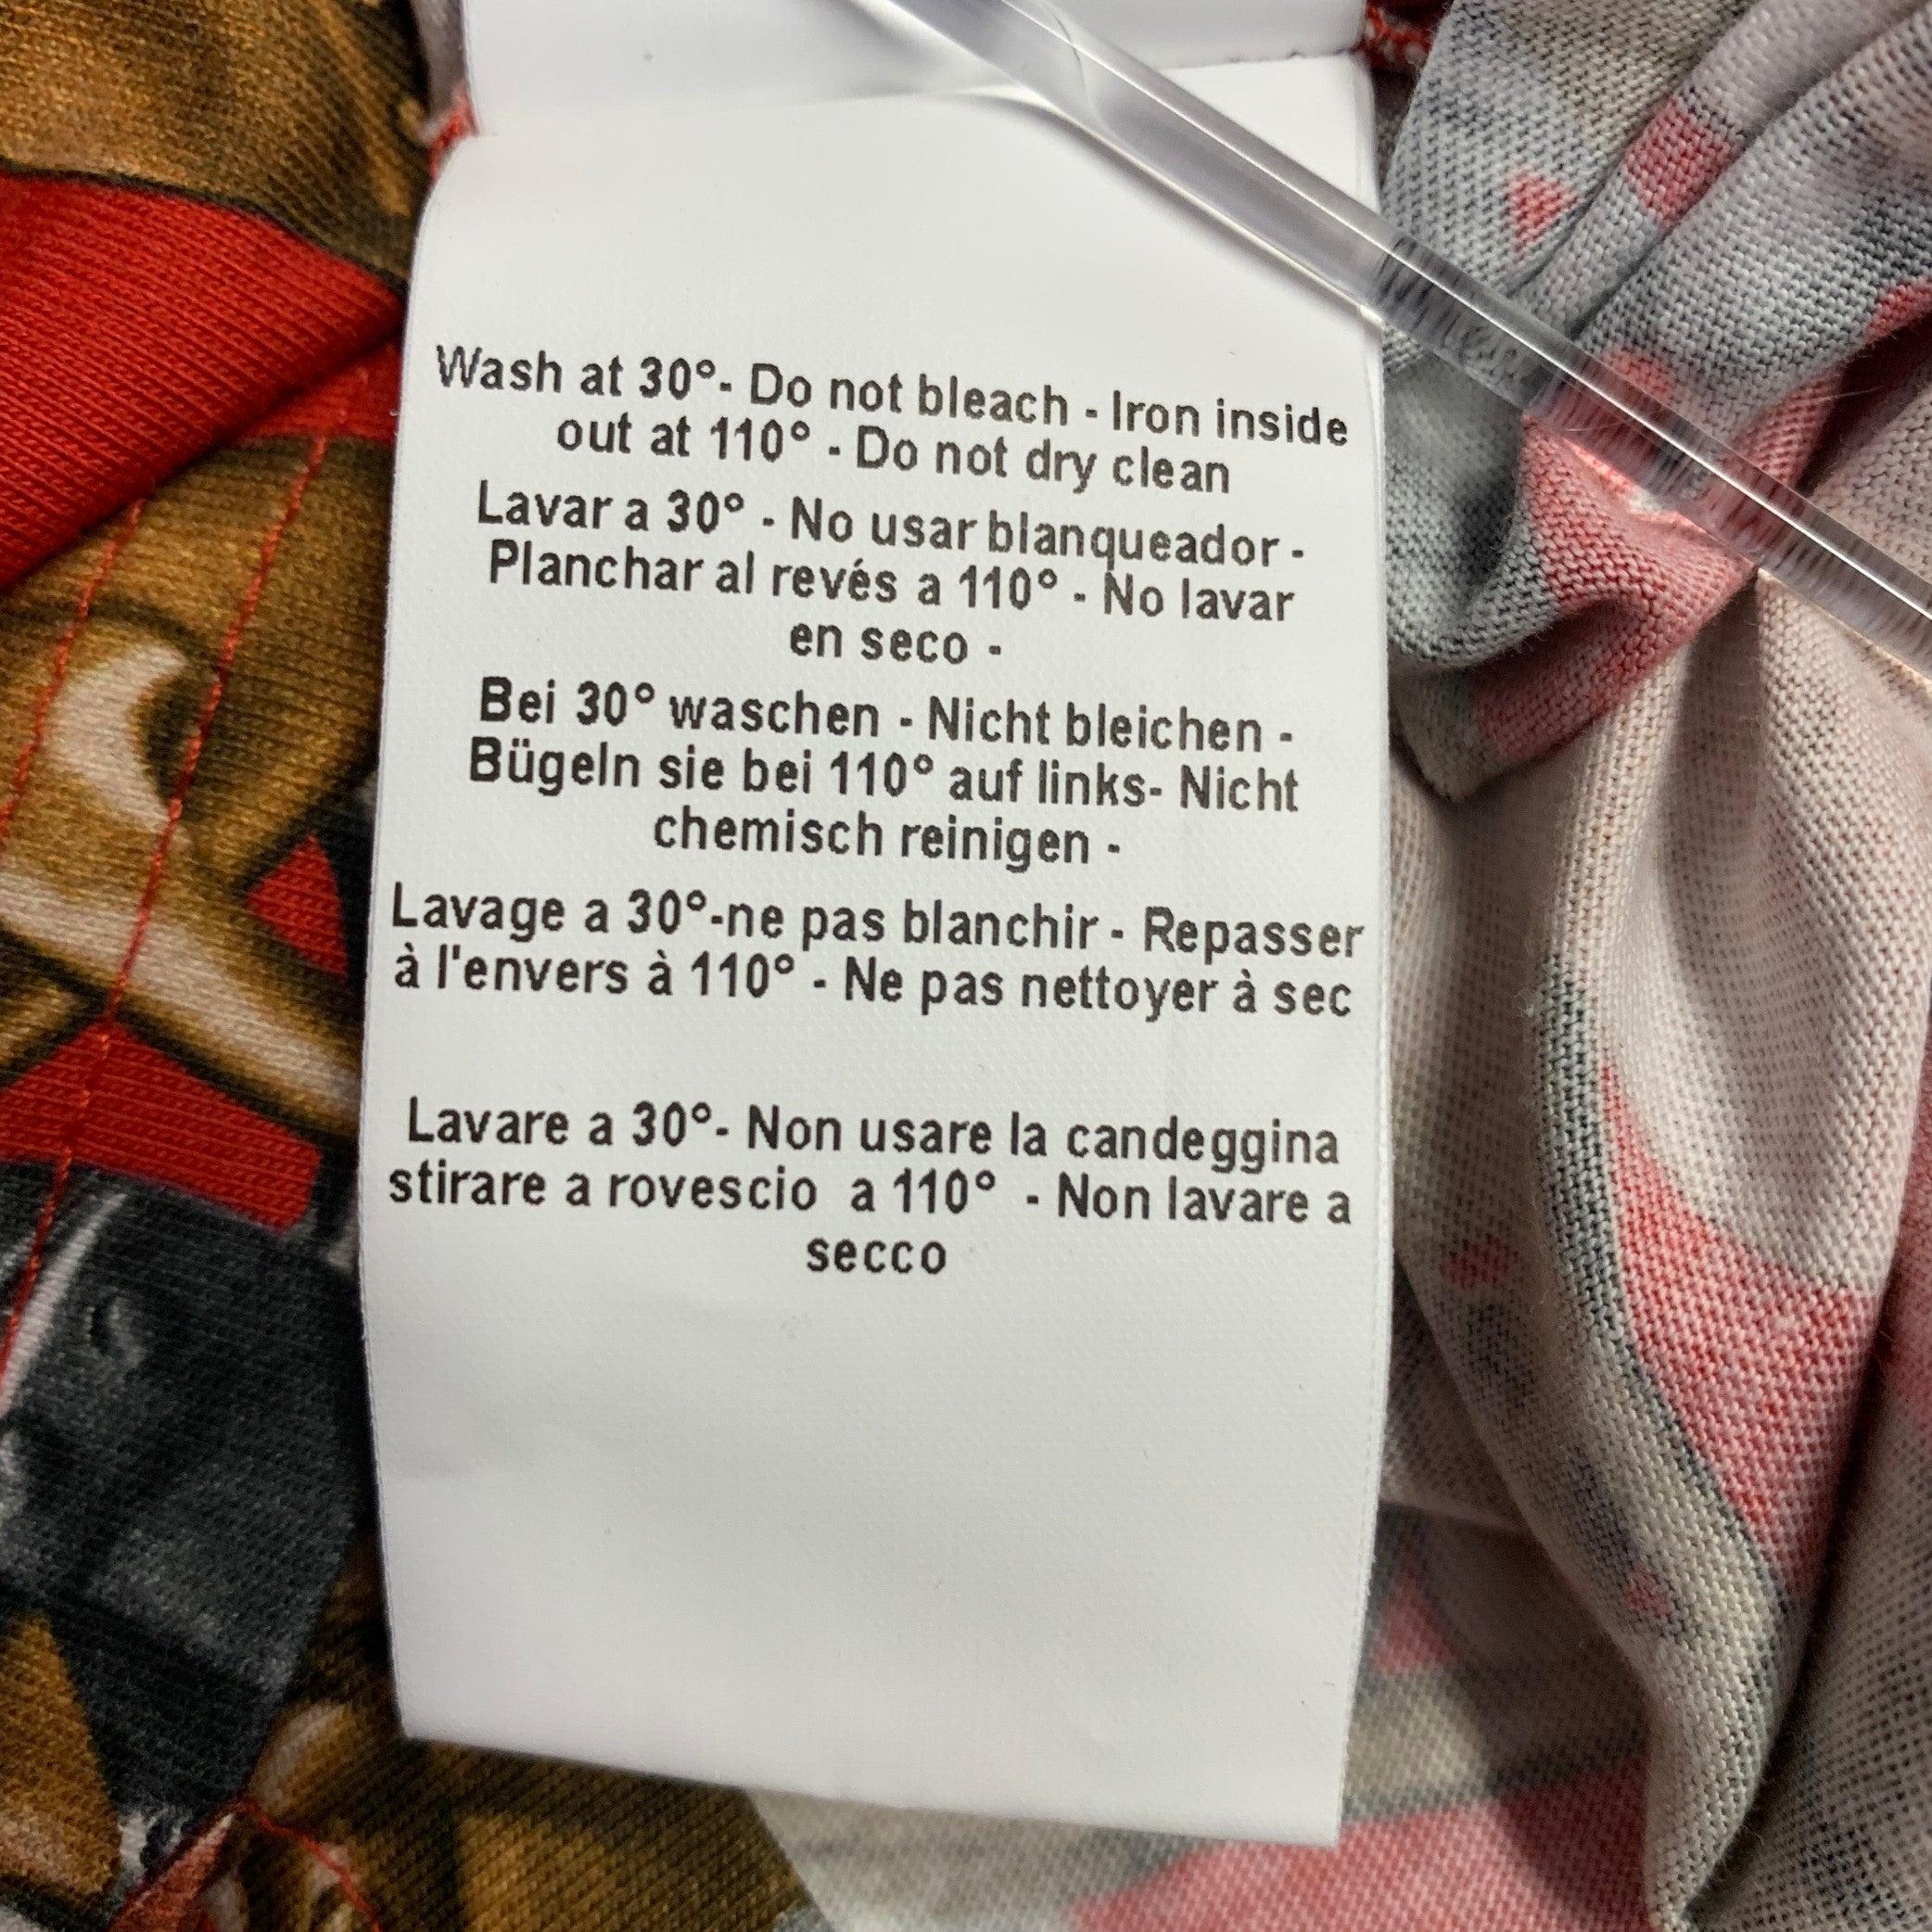 Wash at 30°- Do not bleach - Iron inside
out at 110° - Do not dry clean
Lavar a 30° - No usar blanqueador -
Planchar al revés a 110° - No lavar
en seco -
Bei 30° waschen - Nicht bleichen -
Bügeln sie bei 110° auf links- Nicht
chemisch reinigen -
Lavage a 30°-ne pas blanchir - Repasser
à l'envers à 110° - Ne pas nettoyer à sec
Lavare a 30°- Non usare la candeggina
stirare a rovescio  a 110°  - Non lavare a
secco